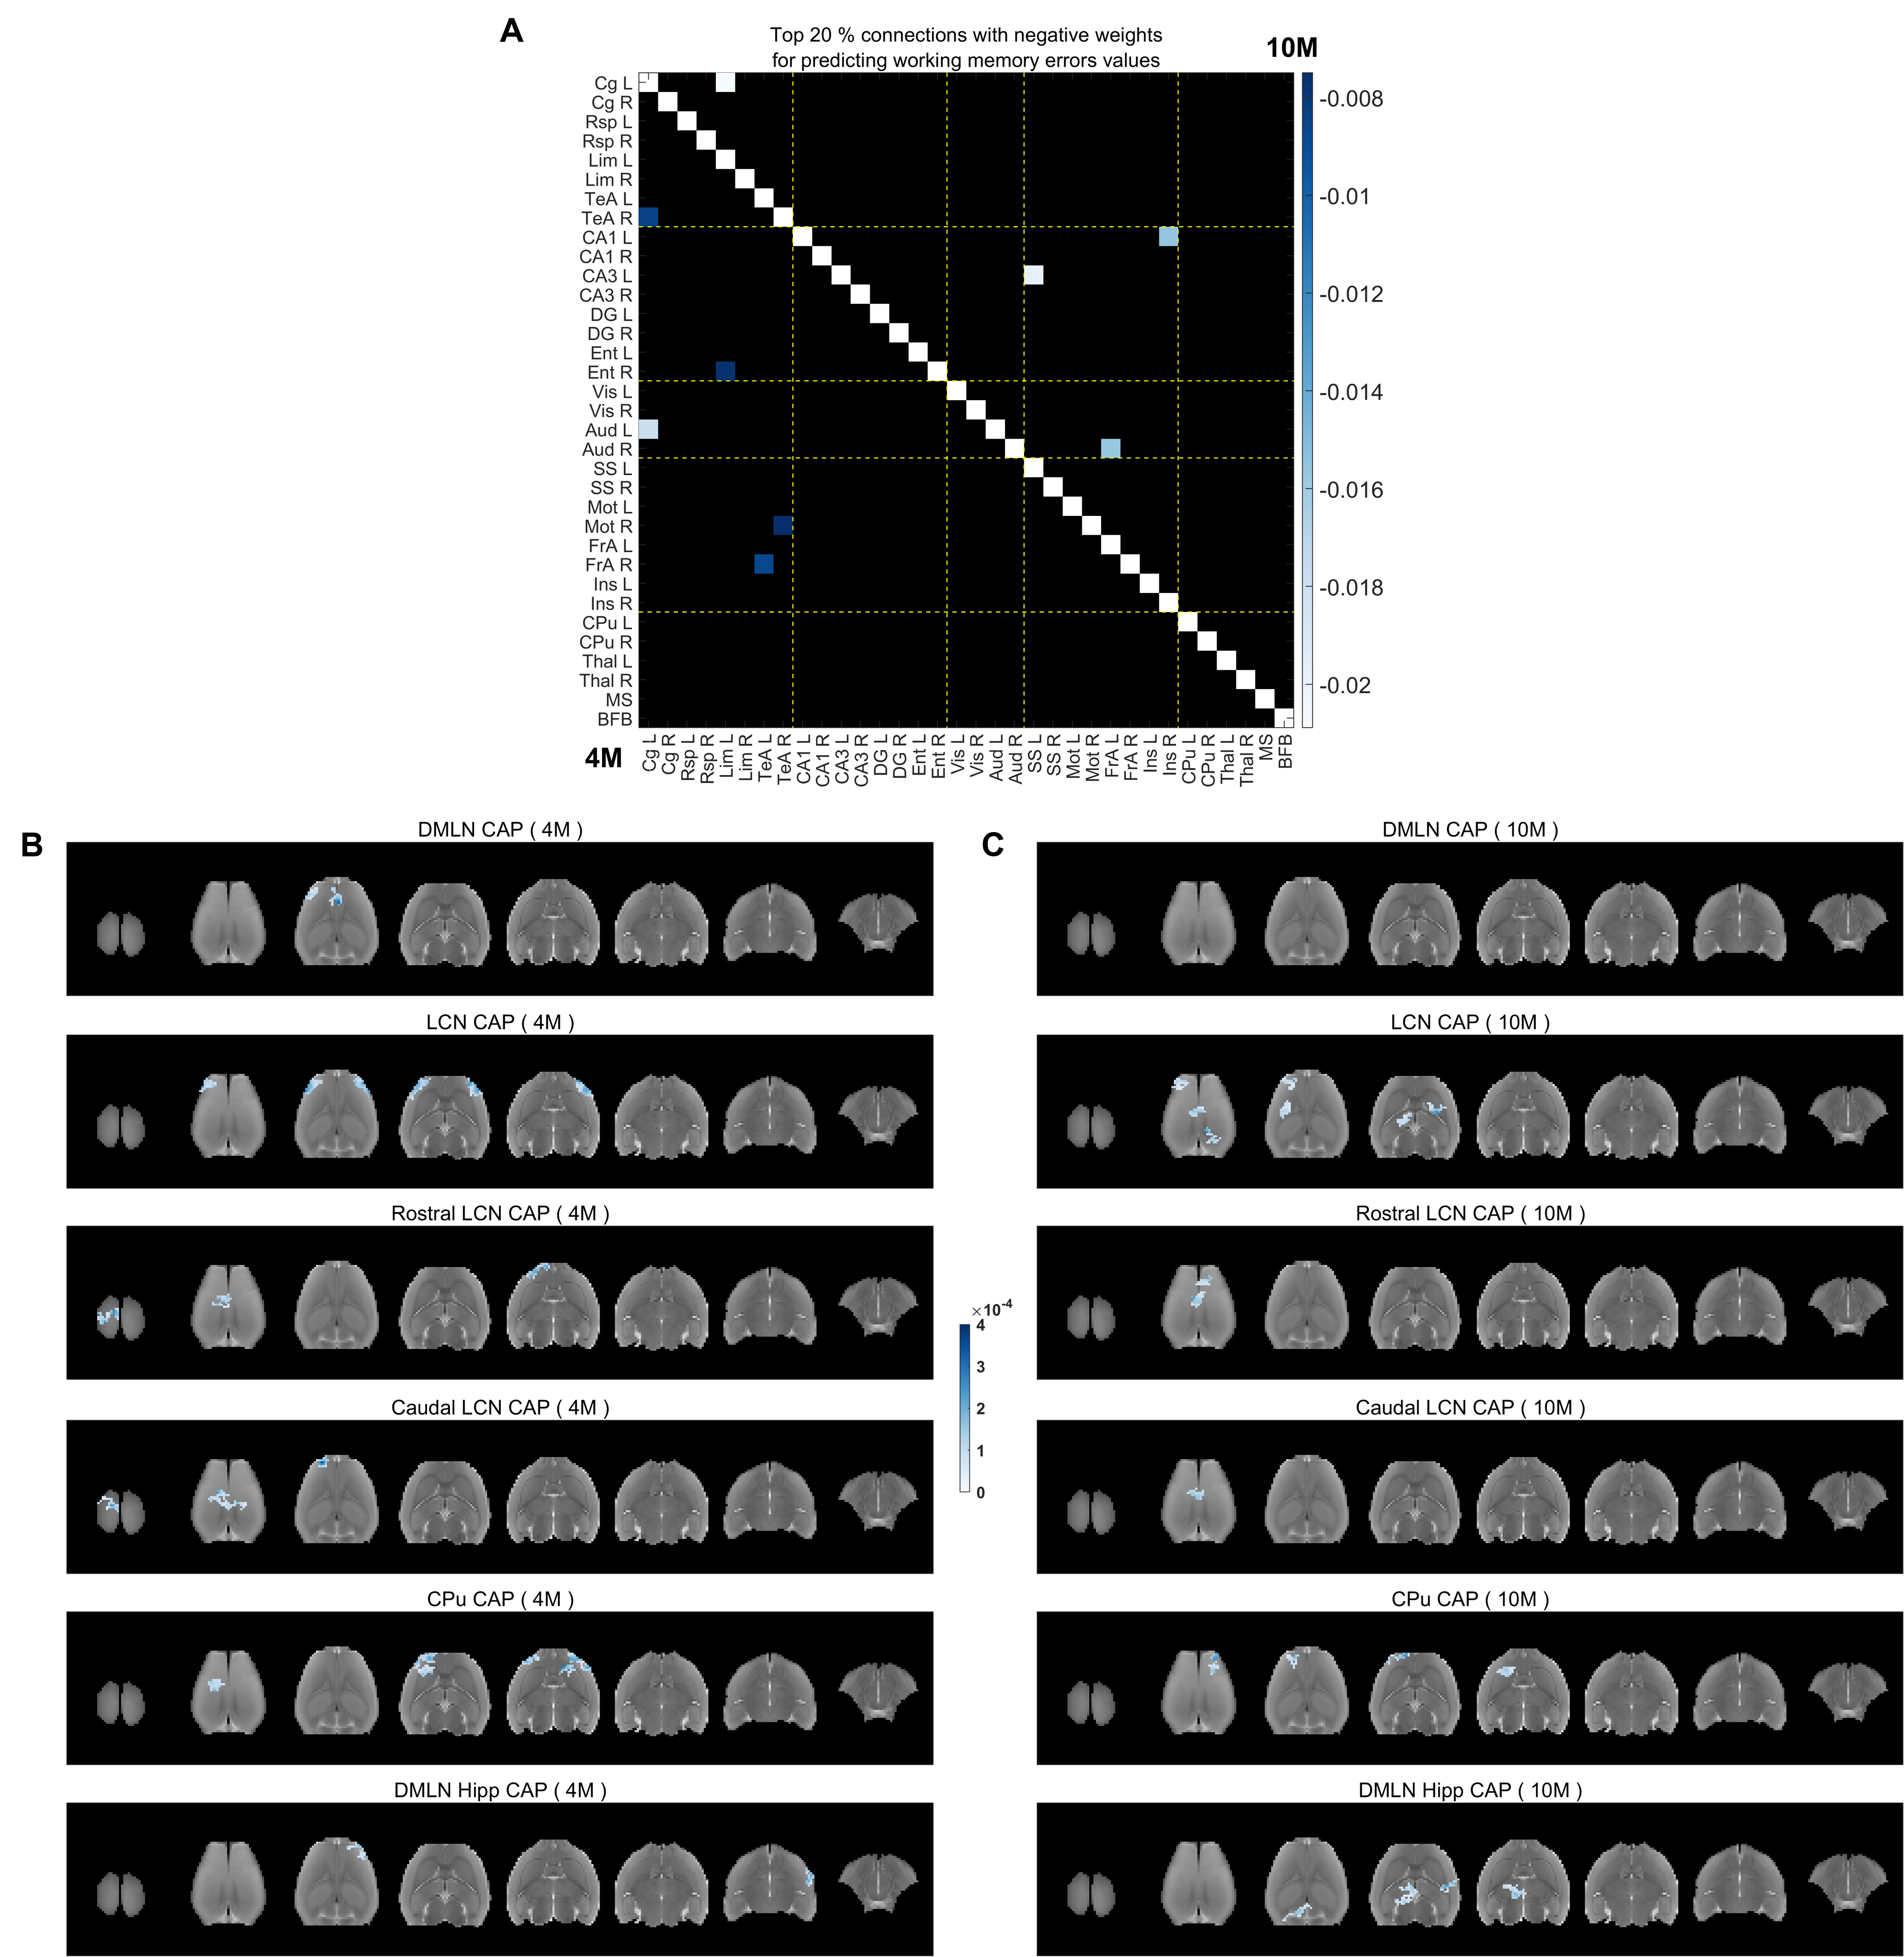 A
Top 20 % connections with negative weights
for predicting working memory errors values
10M
Cg L
Cg R
Rsp L
Rsp R
Lim L
Lim R
TeA L
TeA R
CA1 L
CA1 R
CA3 L
CA3 R
DG L
DG R
Ent L
Ent R
Vis L
Vis R
Aud L
Aud R
SS L
SS R
Mot L
Mot R
FrA L
FrA R
Ins L
Ins R
CPu L
CPu R
Thal L
Thal R
MS
BFB
-0.008
-0.01
-0.012
-0.014
-0.016
-0.018
-0.02
4M
Cg L
Cg R
Rsp L
Rsp R
Lim L
Lim R
TeA L
TeA R
CA1 L
CA1 R
CA3 L
CA3 R
DG L
DG R
Ent L
Ent R
Vis L
Vis R
Aud L
Aud R
SS L
SS R
Mot L
Mot R
FrA L
FrA R
Ins L
Ins R
CPu L
CPu R
Thal L
Thal R
MS
BFB
B
DMLN CAP ( 4M )
LCN CAP ( 4M )
Rostral LCN CAP ( 4M )
Caudal LCN CAP ( 4M )
CPu CAP ( 4M )
DMLN Hipp CAP ( 4M )
×10-4
4
3
2
1
0
C
DMLN CAP ( 10M )
LCN CAP ( 10M )
Rostral LCN CAP ( 10M )
Caudal LCN CAP ( 10M )
CPu CAP ( 10M )
DMLN Hipp CAP ( 10M )